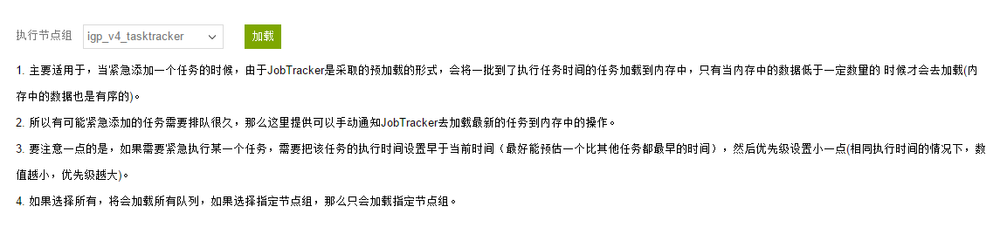 执行节点组 igp_v4_tasktracker 加载
1. 主要适用于，当紧急添加一个任务的时候，由于JobTracker是采取的预加载的形式，会将一批到了执行任务时间的任务加载到内存中，只有当内存中的数据低于一定数量的 时候才会去加载(内
存中的数据也是有序的)。
2. 所以有可能紧急添加的任务需要排队很久，那么这里提供可以手动通知JobTracker去加载最新的任务到内存中的操作。
3. 要注意一点的是，如果需要紧急执行某一个任务，需要把该任务的执行时间设置早于当前时间（最好能预估一个比其他任务都最早的时间），然后优先级设置小一点(相同执行时间的情况下，数
值越小，优先级越大)。
4. 如果选择所有，将会加载所有队列，如果选择指定节点组，那么只会加载指定节点组。